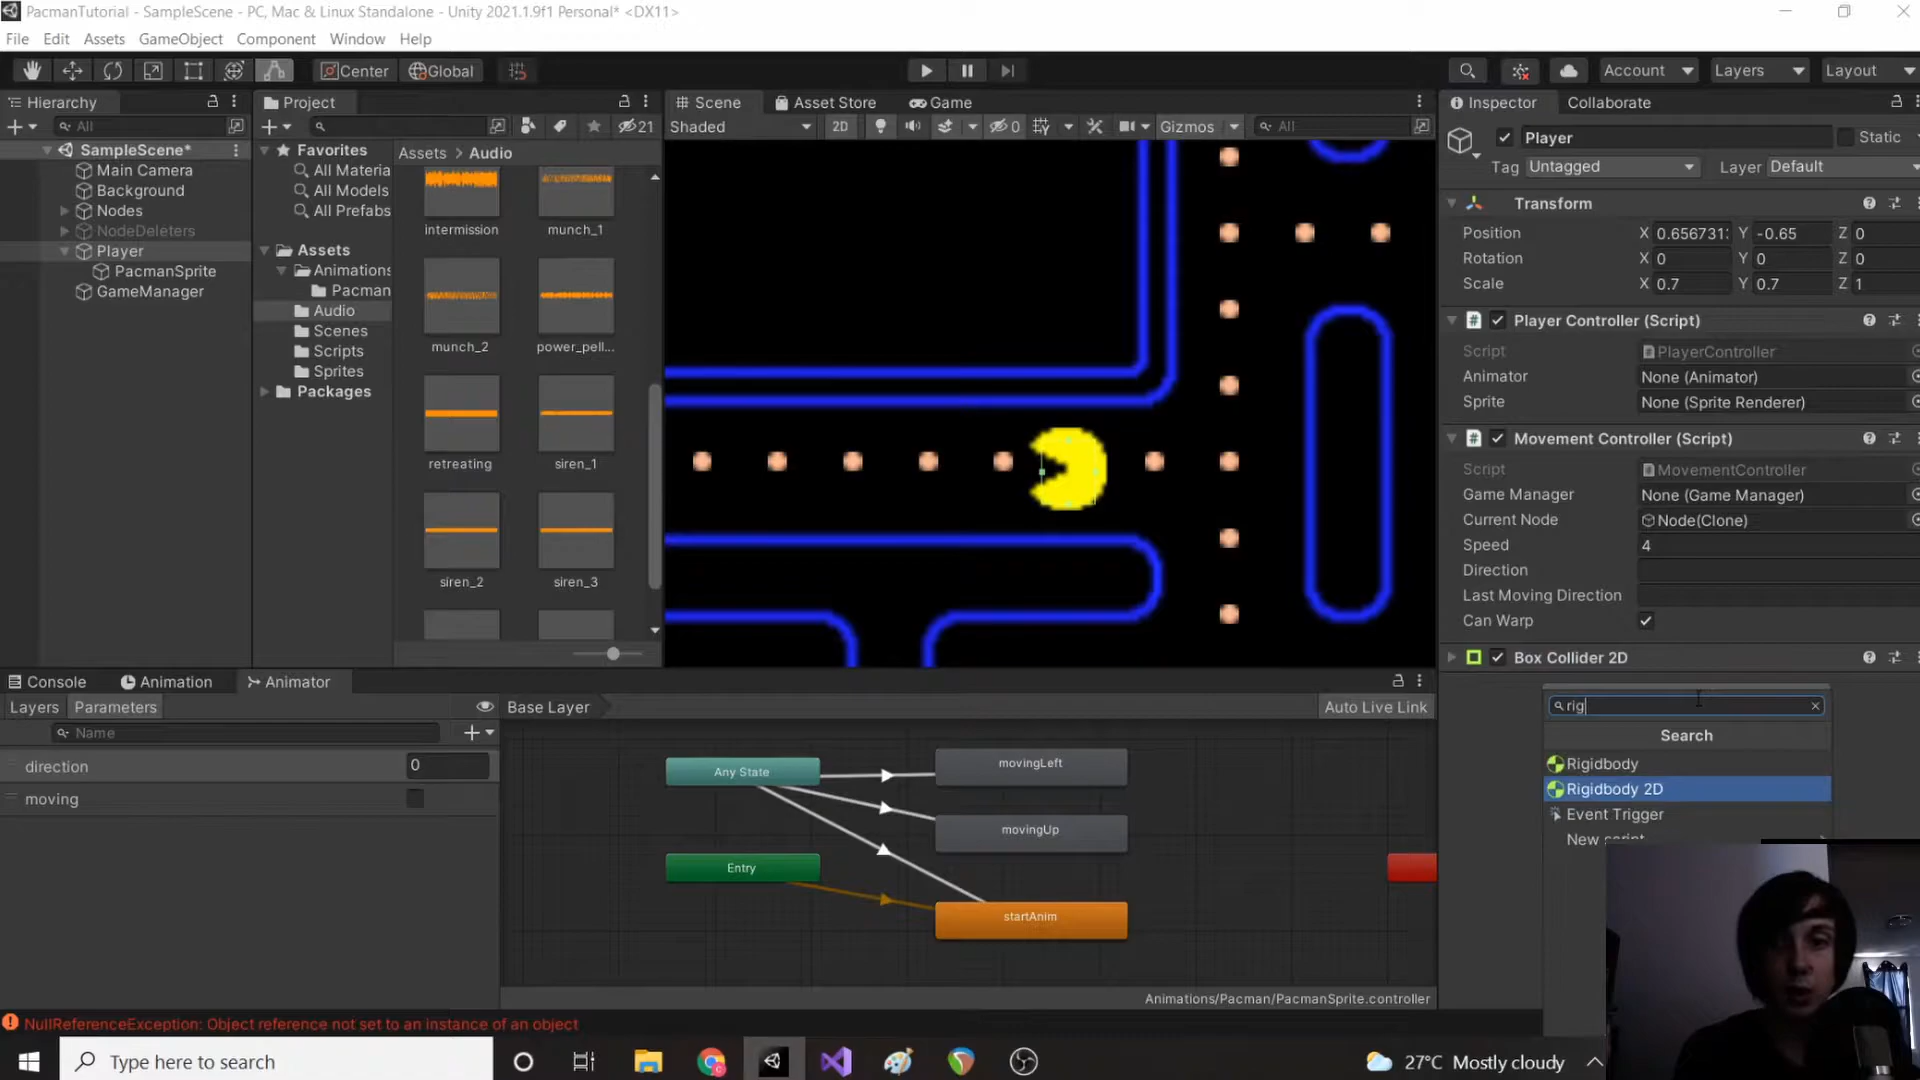 PacmanTutorial - SampleScene - PC, Mac & Linux Standalone - Unity 2021.1.9f1 Personal* <DX11>
File Edit Assets GameObject Component Window Help
Center Global Account Layers Layout
Hierarchy Project Scene Asset Store Game Inspector Collaborate
All 21 Shaded 2D 0 Gizmos All
Player Static
Tag Untagged Layer Default
SampleScene*
Main Camera
Background
Nodes
NodeDeleters
Player
PacmanSprite
GameManager
Favorites
All Materia
All Models
All Prefabs
Assets
Animations
Pacman
Audio
Scenes
Scripts
Sprites
Packages
Assets > Audio
intermission munch_1
munch_2 power_pell...
retreating siren_1
siren_2 siren_3
Transform
Position X 0.656731: Y -0.65 Z 0
Rotation X 0 Y 0 Z 0
Scale X 0.7 Y 0.7 Z 1
Player Controller (Script)
Script PlayerController
Animator None (Animator)
Sprite None (Sprite Renderer)
Movement Controller (Script)
Script MovementController
Game Manager None (Game Manager)
Current Node Node(Clone)
Speed 4
Direction
Last Moving Direction
Can Warp
Box Collider 2D
rig
Search
Rigidbody
Rigidbody 2D
Event Trigger
New script
Console Animation Animator
Layers Parameters Base Layer Auto Live Link
Name
direction 0
moving
Any State
movingLeft
movingUp
Entry
startAnim
Animations/Pacman/PacmanSprite.controller
NullReferenceException: Object reference not set to an instance of an object
Type here to search 27°C Mostly cloudy